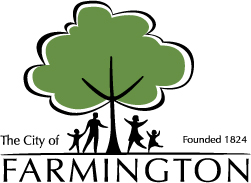 The City of
Founded 1824
FARMINGTON